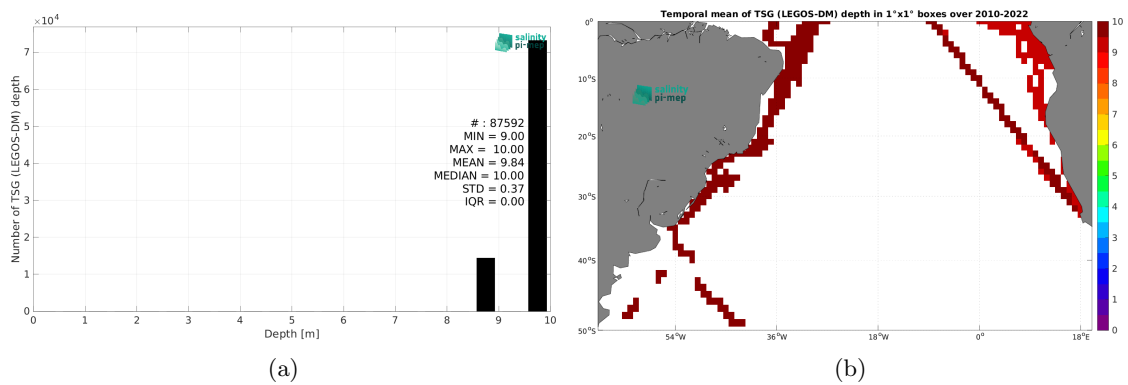 ×10⁴
7
6
5
4
3
2
1
0
Number of TSG (LEGOS-DM) depth
salinity
pi-mep
# : 87592
MIN = 9.00
MAX = 10.00
MEAN = 9.84
MEDIAN = 10.00
STD = 0.37
IQR = 0.00
0 1 2 3 4 5 6 7 8 9 10
Depth [m]
(a)
Temporal mean of TSG (LEGOS-DM) depth in 1°x1° boxes over 2010-2022
0°
10°S
20°S
30°S
40°S
50°S
salinity
pi-mep
54°W 36°W 18°W 0° 18°E
10
9
8
7
6
5
4
3
2
1
0
(b)